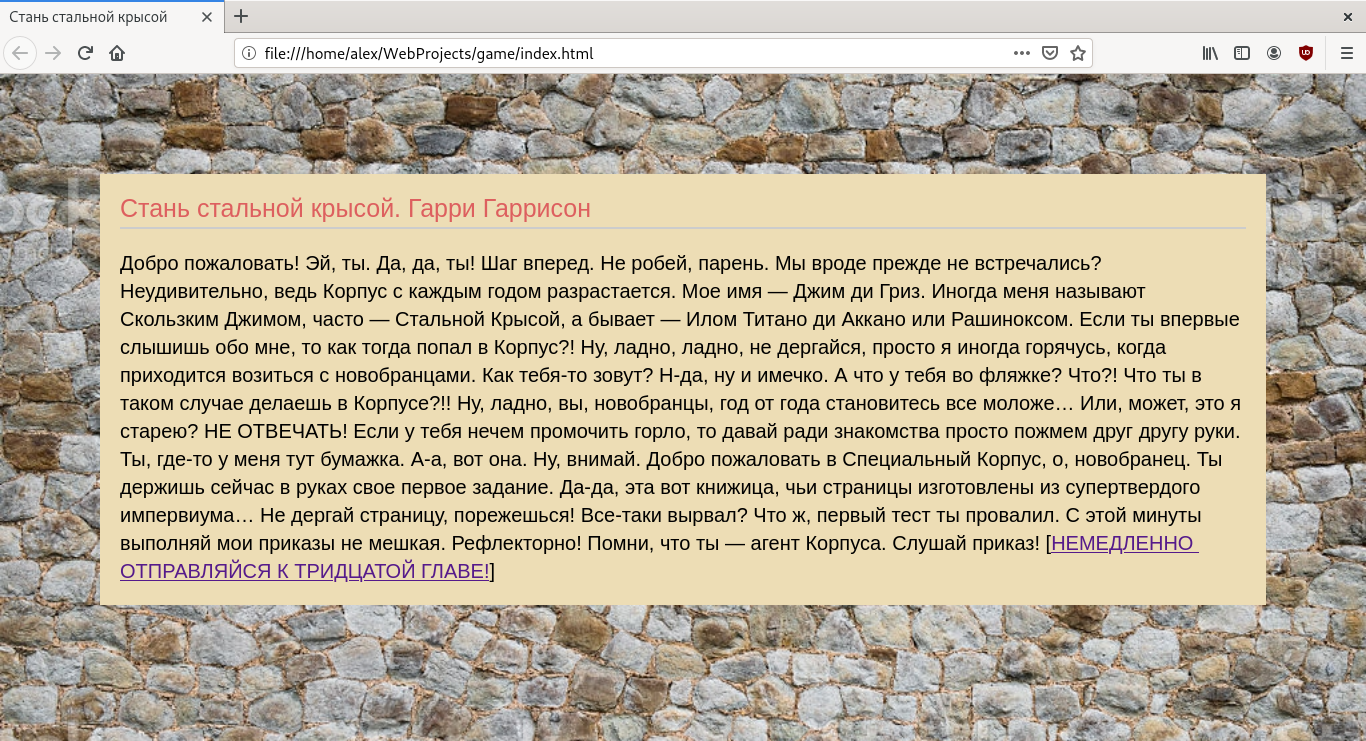 Стань стальной крысой
file:///home/alex/WebProjects/game/index.html
Стань стальной крысой. Гарри Гаррисон
Добро пожаловать! Эй, ты. Да, да, ты! Шаг вперед. Не робей, парень. Мы вроде прежде не встречались?
Неудивительно, ведь Корпус с каждым годом разрастается. Мое имя — Джим ди Гриз. Иногда меня называют
Скользким Джимом, часто — Стальной Крысой, а бывает — Илом Титано ди Аккано или Рашиноксом. Если ты впервые
слышишь обо мне, то как тогда попал в Корпус?! Ну, ладно, ладно, не дергайся, просто я иногда горячусь, когда
приходится возиться с новобранцами. Как тебя-то зовут? Н-да, ну и имечко. А что у тебя во фляжке? Что?! Что ты в
таком случае делаешь в Корпусе?!! Ну, ладно, вы, новобранцы, год от года становитесь все моложе… Или, может, это я
старею? НЕ ОТВЕЧАТЬ! Если у тебя нечем промочить горло, то давай ради знакомства просто пожмем друг другу руки.
Ты, где-то у меня тут бумажка. А-а, вот она. Ну, внимай. Добро пожаловать в Специальный Корпус, о, новобранец. Ты
держишь сейчас в руках свое первое задание. Да-да, эта вот книжица, чьи страницы изготовлены из супертвердого
импервиума… Не дергай страницу, порежешься! Все-таки вырвал? Что ж, первый тест ты провалил. С этой минуты
выполняй мои приказы не мешкая. Рефлекторно! Помни, что ты — агент Корпуса. Слушай приказ! [НЕМЕДЛЕННО
ОТПРАВЛЯЙСЯ К ТРИДЦАТОЙ ГЛАВЕ!]